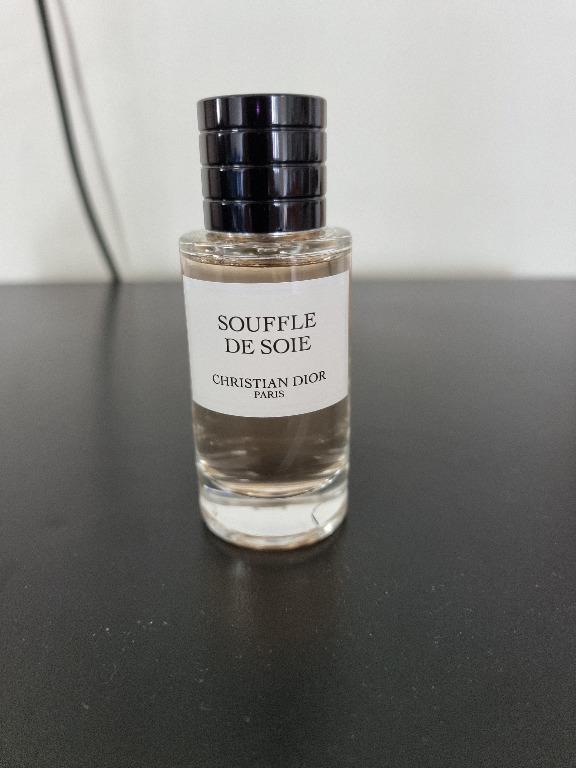 SOUFFLE
DE SOIE
CHRISTIAN DIOR
PARIS